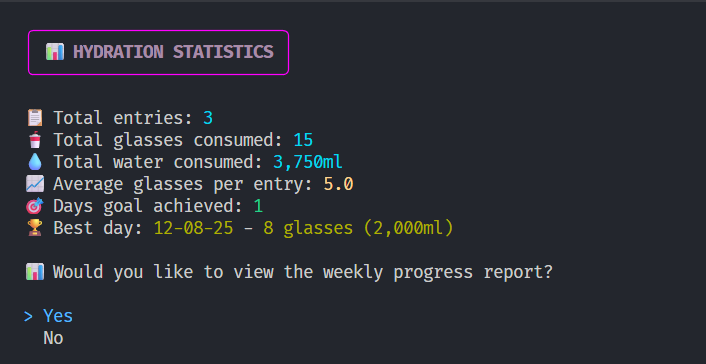 📊 HYDRATION STATISTICS
📋 Total entries: 3
🥤 Total glasses consumed: 15
💧 Total water consumed: 3,750ml
📈 Average glasses per entry: 5.0
🎯 Days goal achieved: 1
🏆 Best day: 12-08-25 - 8 glasses (2,000ml)
📊 Would you like to view the weekly progress report?
> Yes
No